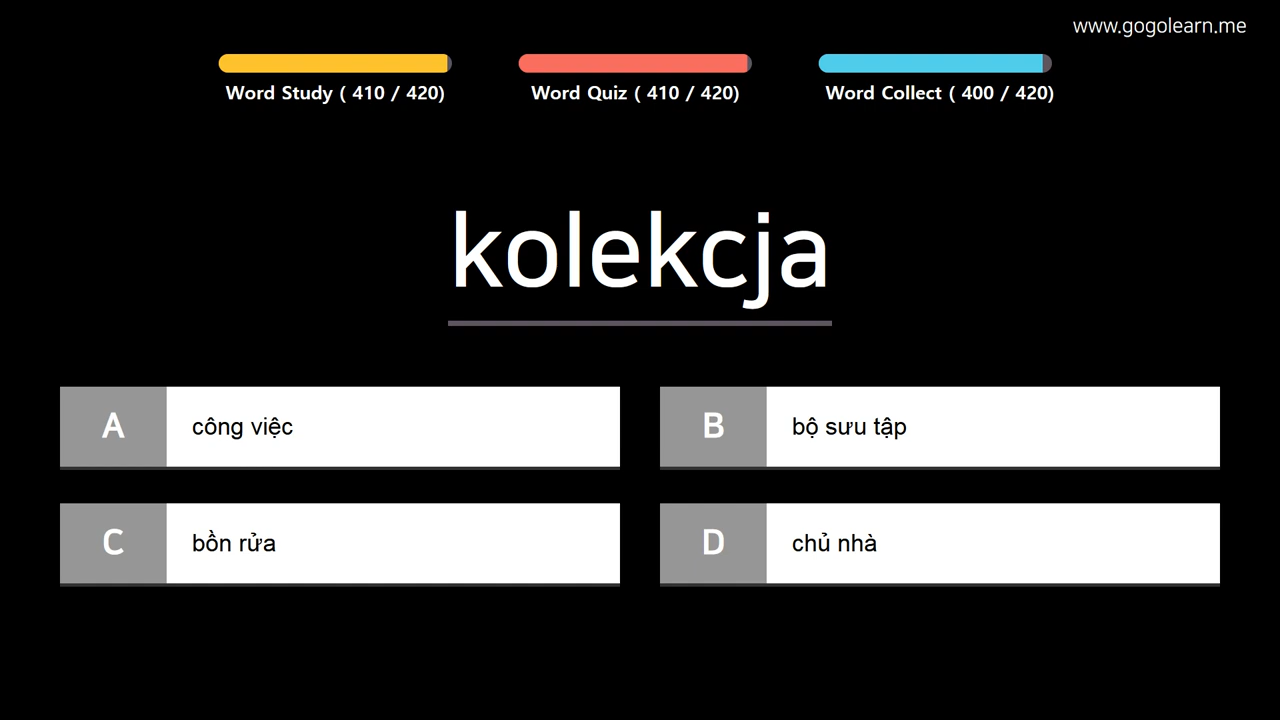 www.gogolearn.me
Word Study ( 410 / 420)
Word Quiz ( 410 / 420)
Word Collect ( 400 / 420)
kolekcja
A công việc
B bộ sưu tập
C bồn rửa
D chủ nhà